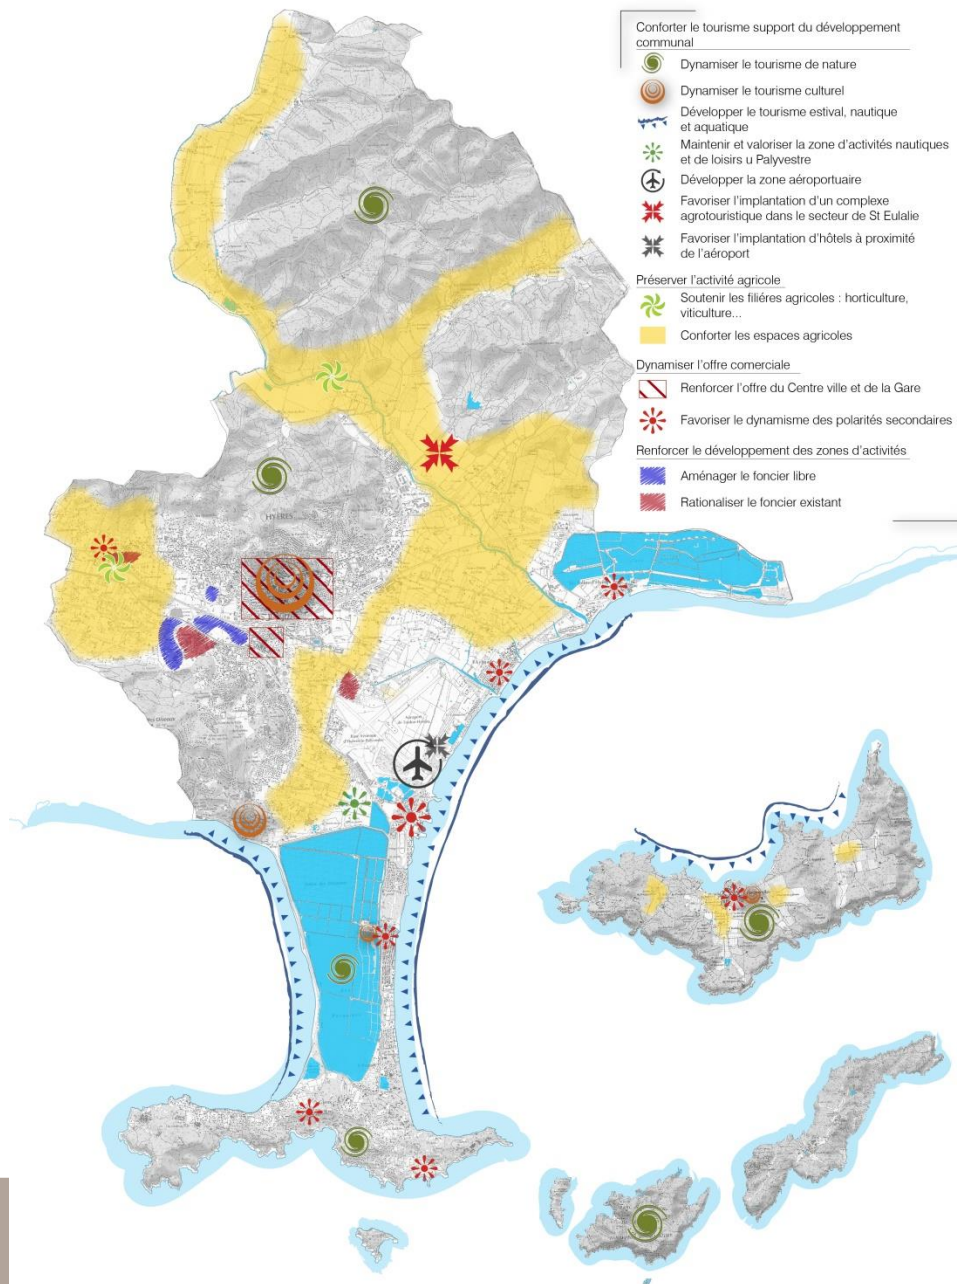 Conforter le tourisme support du développement
communal
Dynamiser le tourisme de nature
Dynamiser le tourisme culturel
Développer le tourisme estival, nautique
et aquatique
Maintenir et valoriser la zone d'activités nautiques
et de loisirs u Palyvestre
Développer la zone aéroportuaire
Favoriser l'implantation d'un complexe
agrotouristique dans le secteur de St Eulalie
Favoriser l'implantation d'hôtels à proximité
de l'aéroport
Préserver l'activité agricole
Soutenir les filiéres agricoles : horticulture,
viticulture...
Conforter les espaces agricoles
Dynamiser l'offre comerciale
Renforcer l'offre du Centre ville et de la Gare
Favoriser le dynamisme des polarités secondaires
Renforcer le développement des zones d'activités
Aménager le foncier libre
Rationaliser le foncier existant
HYÈRES